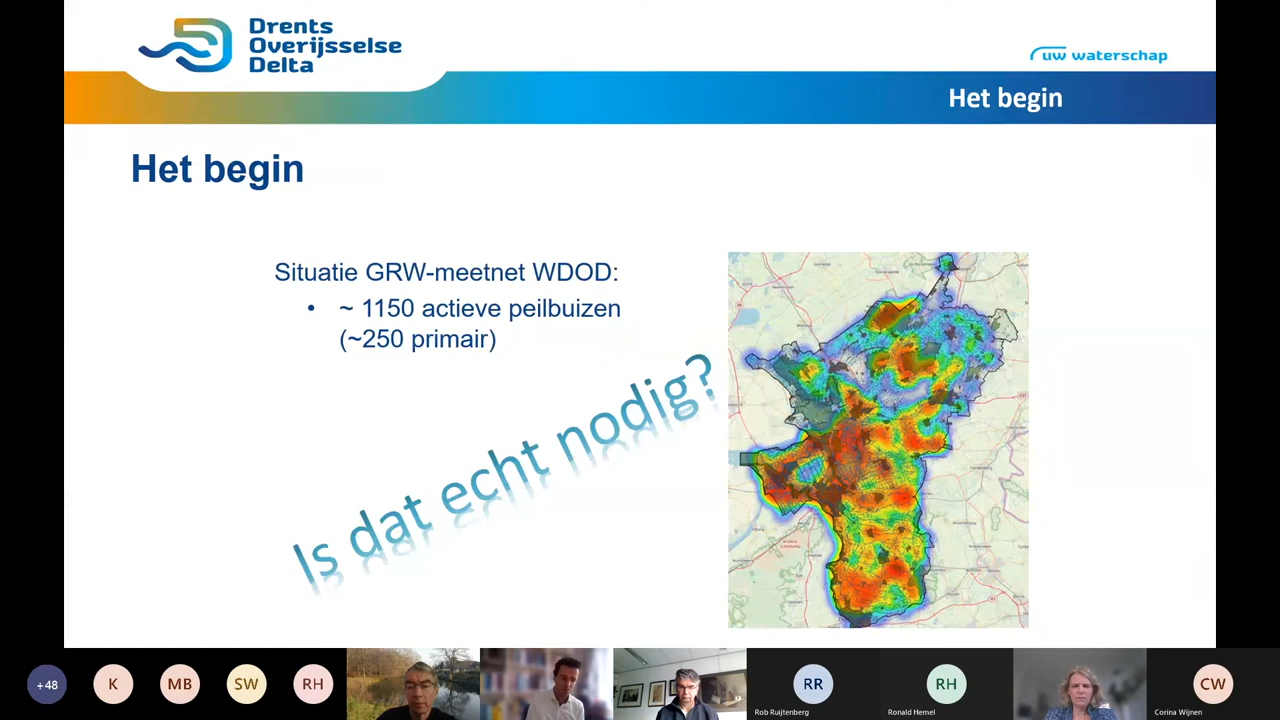 Drents
Overijsselse
Delta
uw waterschap
Het begin
Het begin
Situatie GRW-meetnet WDOD:
• ~ 1150 actieve peilbuizen
(~250 primair)
Is dat echt nodig?
+48
K
MB
SW
RH
RR
Rob Ruijtenberg
RH
Ronald Hemel
CW
Corina Wijnen